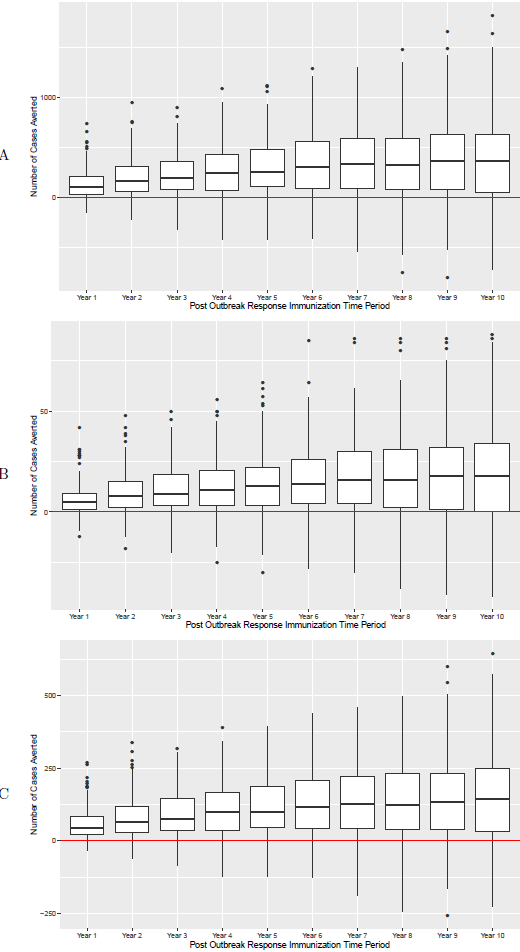 A
Number of Cases Averted
1000
0
Year 1 Year 2 Year 3 Year 4 Year 5 Year 6 Year 7 Year 8 Year 9 Year 10
Post Outbreak Response Immunization Time Period
B
Number of Cases Averted
50
0
Year 1 Year 2 Year 3 Year 4 Year 5 Year 6 Year 7 Year 8 Year 9 Year 10
Post Outbreak Response Immunization Time Period
C
Number of Cases Averted
500
250
0
−250
Year 1 Year 2 Year 3 Year 4 Year 5 Year 6 Year 7 Year 8 Year 9 Year 10
Post Outbreak Response Immunization Time Period